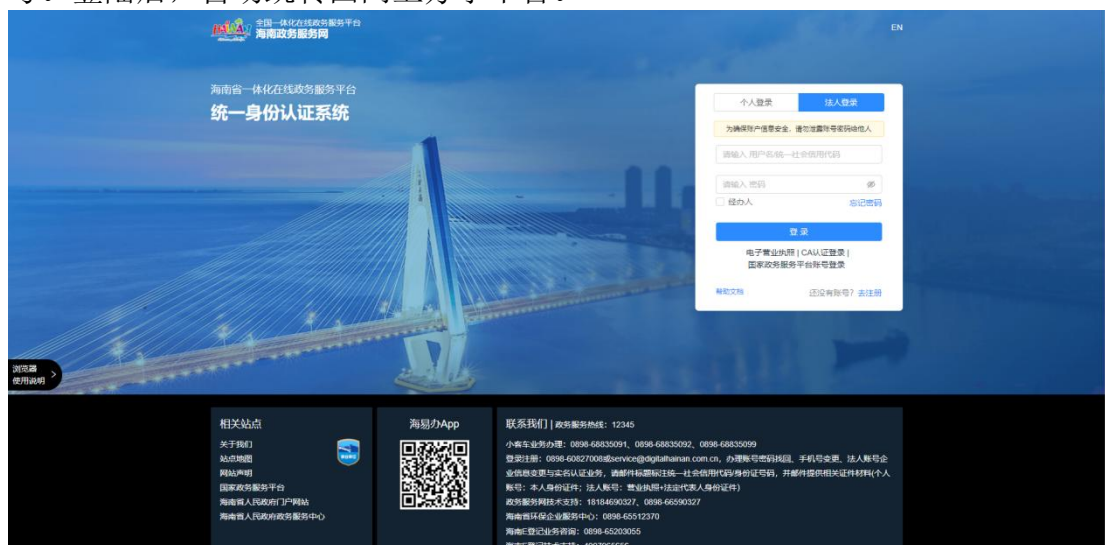 全国一体化在线政务服务平台
海南政务服务网
EN
海南省一体化在线政务服务平台
统一身份认证系统
个人登录
法人登录
为确保账户信息安全，请勿泄露账号密码给他人
请输入 用户名/统一社会信用代码
请输入 密码
经办人
忘记密码
登 录
电子营业执照 | CA认证登录 |
国家政务服务平台账号登录
帮助文档
还没有账号? 去注册
浏览器
使用说明 >
相关站点
关于我们
站点地图
网站声明
国家政务服务平台
海南省人民政府门户网站
海南省人民政府政务服务中心
海易办App
联系我们 | 政务服务热线：12345
小客车业务办理：0898-68835091、0898-68835092、0898-68835099
登录注册：0898-60827008或service@digitalhainan.com.cn，办理账号密码找回、手机号变更、法人账号企
业信息变更与实名认证业务，请邮件标题标注统一社会信用代码/身份证号码，并邮件提供相关证件材料(个人
账号：本人身份证件；法人账号：营业执照+法定代表人身份证件)
政务服务网技术支持：18184690327、0898-66590327
海南省环保企业服务中心：0898-65512370
海南E登记业务咨询：0898-65203055